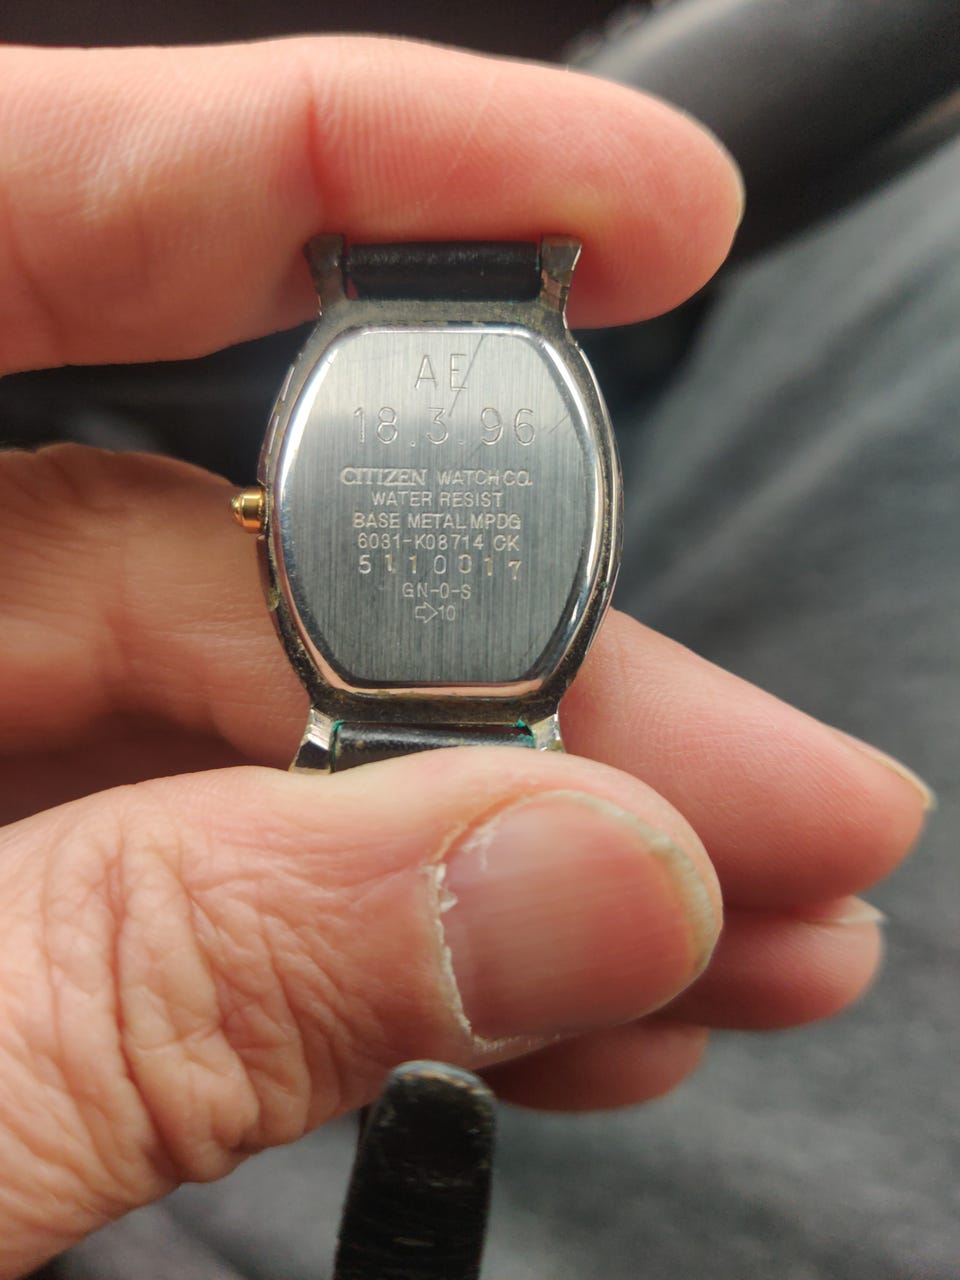 AE
18.3.96
CITIZEN WATCH CO.
WATER RESIST
BASE METAL MPDG
6031-K08714 CK
5110017
GN-0-S
⇨10